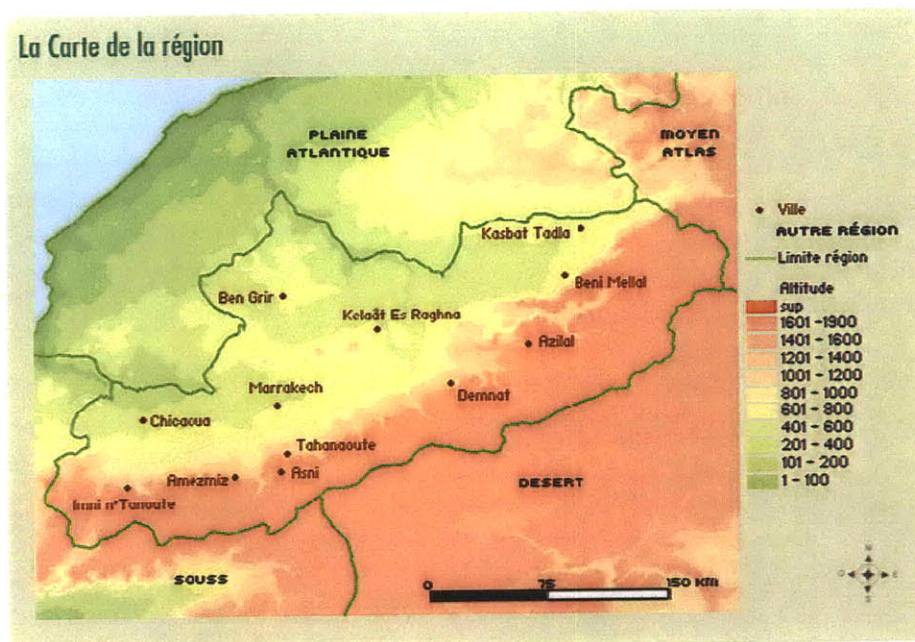 La Carte de la région
PLAINE
ATLANTIQUE
MOYEN
ATLAS
Kasbat Tadla
Beni Mellal
Ben Grir
Kelaât Es Raghna
Azilal
Demnat
Marrakech
Chicaoua
Tahanaoute
Asni
Amezmiz
Imni n'Tanoute
DESERT
SOUSS
0 75 150 KM
Ville
AUTRE RÉGION
Limite région
Altitude
sup
1601 -1900
1401 - 1600
1201 - 1400
1001 - 1200
801 - 1000
601 - 800
401 - 600
201 - 400
101 - 200
1 - 100
N
O E
S